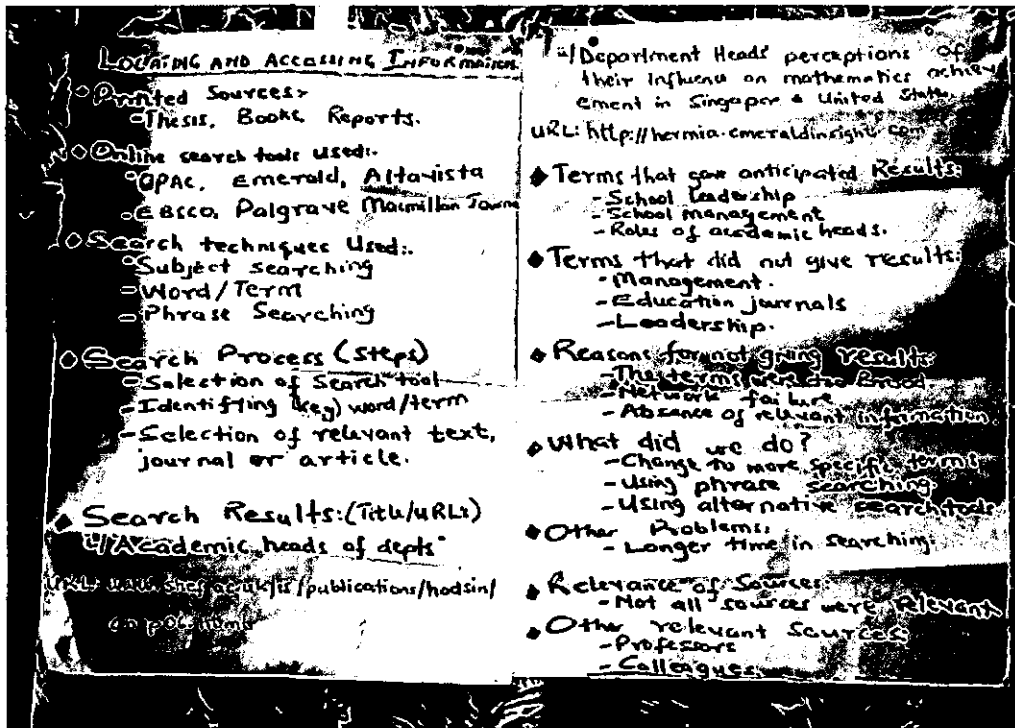 LOCATING AND ACCESSING INFORMATION
Printed Sources:
- Thesis, Books, Reports.
Online search tools used:-
- OPAC, Emerald, Altavista
- EBSCO, Palgrave Macmillan
Search techniques Used:-
- Subject Searching
- Word/Term
- Phrase Searching
Search Process (Steps)
- Selection of Search tool
- Identifying (key) word/term
- Selection of relevant text,
journal or article.
Search Results: (Title/URLs)
i/ Academic heads of depts"
/publications/hodsin/
ii/ Department Heads' perceptions of
their influence on mathematics achiev
ement in Singapore & United States.
URL: http://hermia.emeraldinsight.com
Terms that gave anticipated Results:
- School leadership
- School management
- Roles of academic heads.
Terms that did not give results:
- Management.
- Education journals
- Leadership.
Reasons for not giving results:
- The terms were too Broad
- Network failure
- Absence of relevant information.
What did we do?
- Change to more specific terms
- Using phrase searching.
- Using alternative search tools
Other Problems:
- Longer time in searching.
Relevance of Sources
- Not all sources were relevant
Other relevant Sources:
- Professors
- Colleagues.